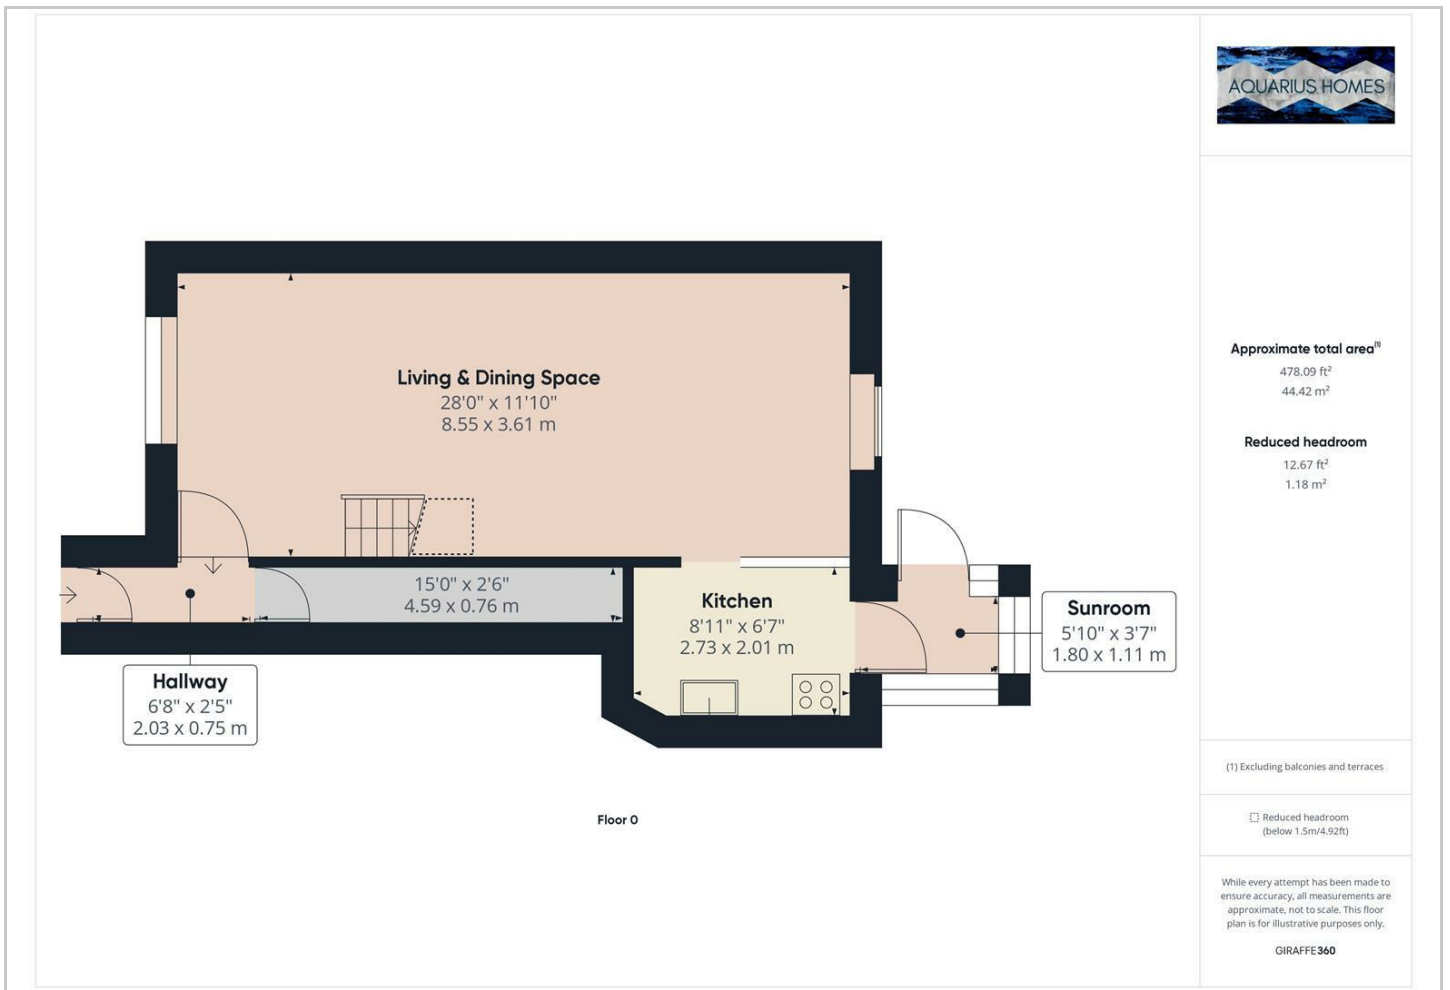 AQUARIUS HOMES
Living & Dining Space
28'0" x 11'10"
8.55 x 3.61 m
15'0" x 2'6"
4.59 x 0.76 m
Kitchen
8'11" x 6'7"
2.73 x 2.01 m
Sunroom
5'10" x 3'7"
1.80 x 1.11 m
Hallway
6'8" x 2'5"
2.03 x 0.75 m
Floor 0
Approximate total area(1)
478.09 ft²
44.42 m²
Reduced headroom
12.67 ft²
1.18 m²
(1) Excluding balconies and terraces
Reduced headroom
(below 1.5m/4.92ft)
While every attempt has been made to
ensure accuracy, all measurements are
approximate, not to scale. This floor
plan is for illustrative purposes only.
GIRAFFE360